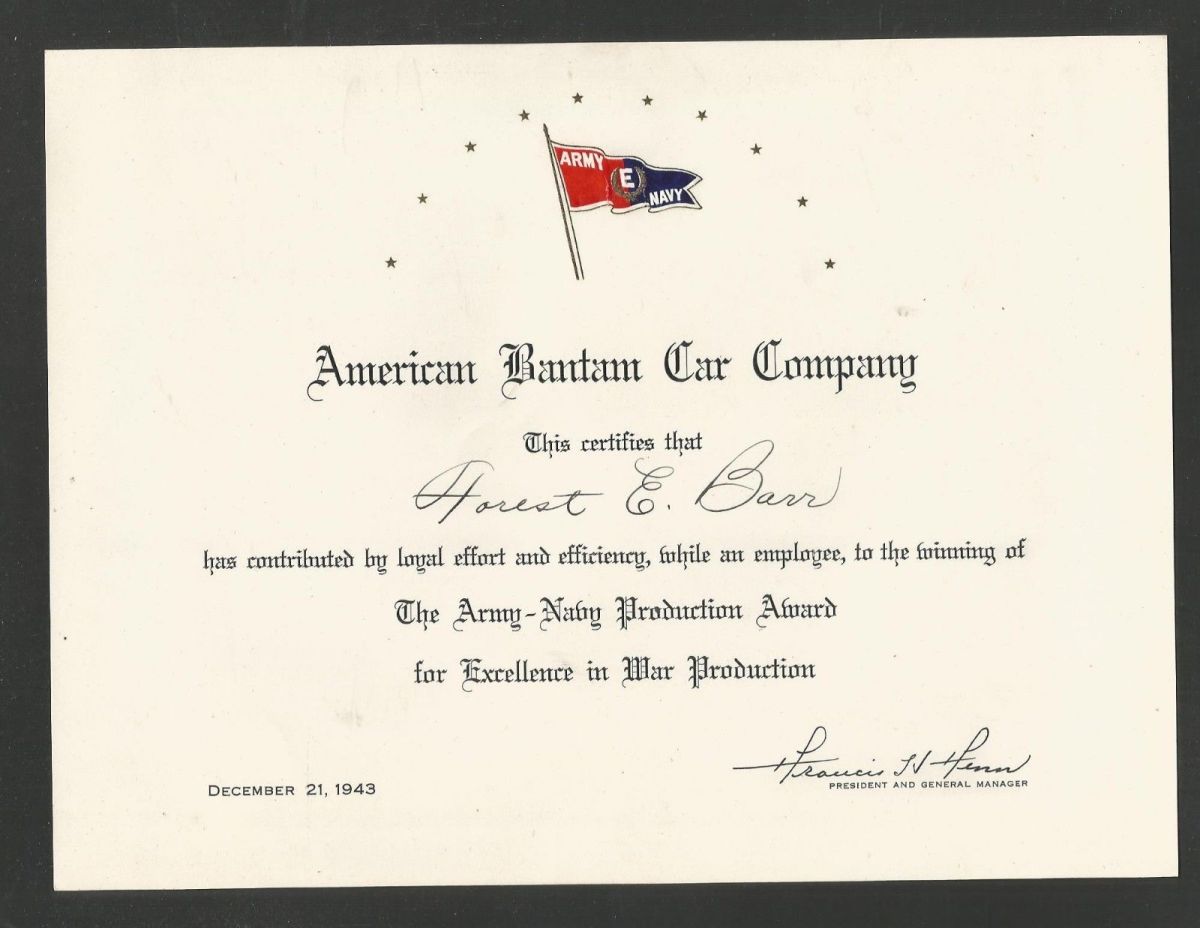 ARMY
E
NAVY
American Bantam Car Company
This certifies that
Forest E. Barr
has contributed by loyal effort and efficiency, while an employee, to the winning of
The Army-Navy Production Award
for Excellence in War Production
Francis H Fenn
DECEMBER 21, 1943
PRESIDENT AND GENERAL MANAGER